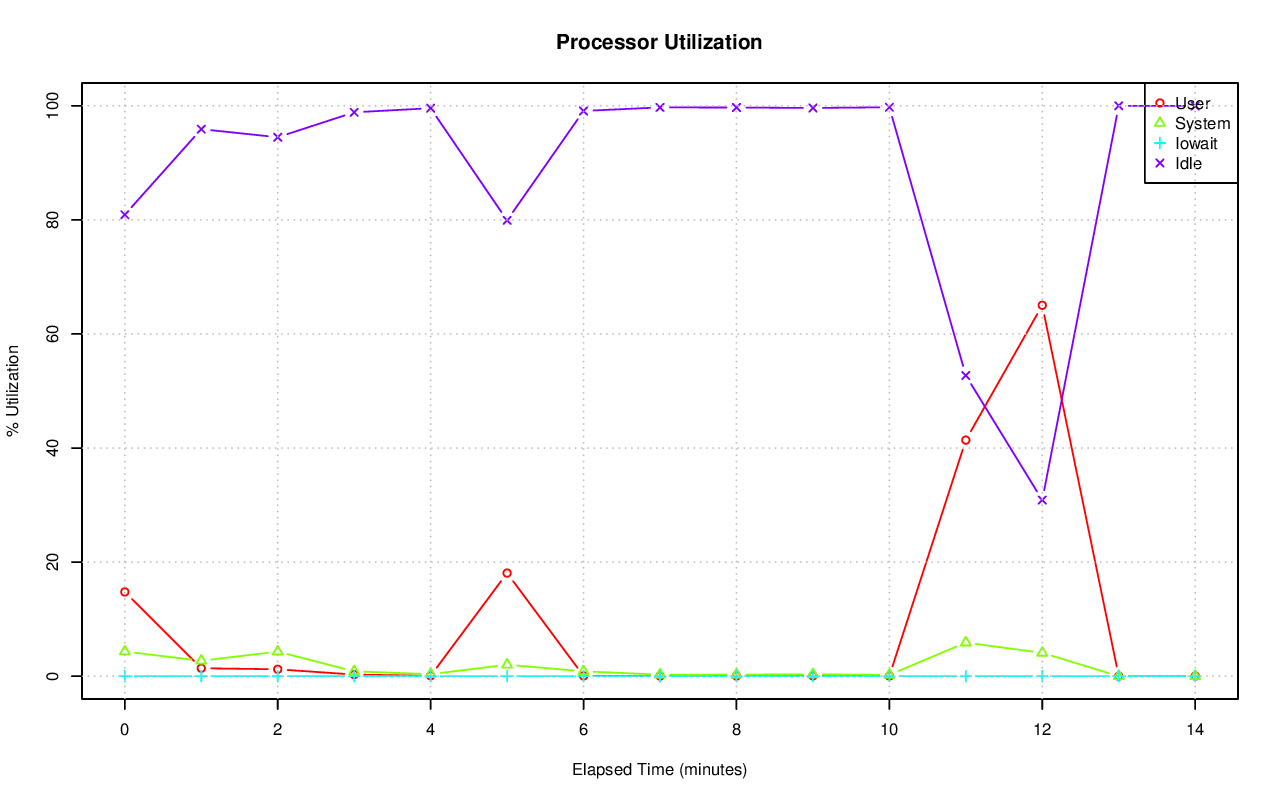 Processor Utilization
% Utilization
100
80
60
40
20
0
User
System
Iowait
Idle
0 2 4 6 8 10 12 14
Elapsed Time (minutes)